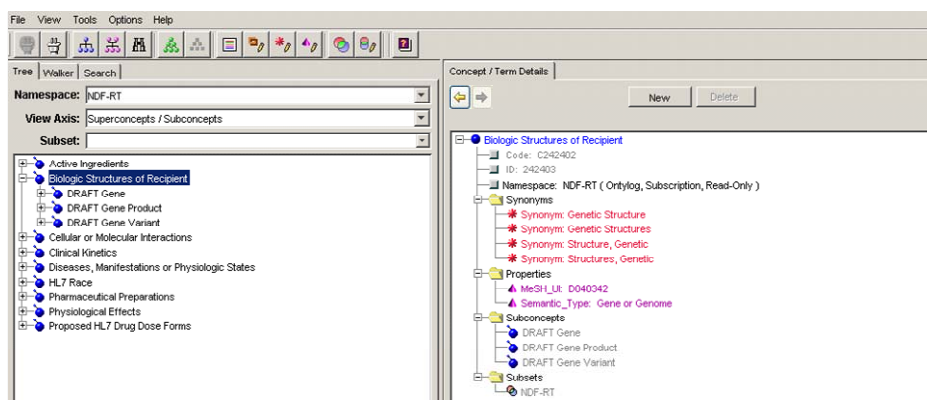 File View Tools Options Help
Tree Walker Search
Namespace: NDF-RT
View Axis: Superconcepts / Subconcepts
Subset:
Active Ingredients
Biologic Structures of Recipient
DRAFT Gene
DRAFT Gene Product
DRAFT Gene Variant
Cellular or Molecular Interactions
Clinical Kinetics
Diseases, Manifestations or Physiologic States
HL7 Race
Pharmaceutical Preparations
Physiological Effects
Proposed HL7 Drug Dose Forms
Concept / Term Details
New Delete
Biologic Structures of Recipient
Code: C242402
ID: 242403
Namespace: NDF-RT ( Ontylog, Subscription, Read-Only )
Synonyms
Synonym: Genetic Structure
Synonym: Genetic Structures
Synonym: Structure, Genetic
Synonym: Structures, Genetic
Properties
MeSH_UI: D040342
Semantic_Type: Gene or Genome
Subconcepts
DRAFT Gene
DRAFT Gene Product
DRAFT Gene Variant
Subsets
NDF-RT